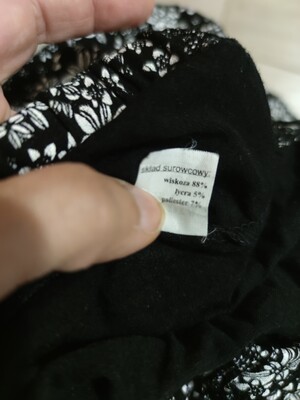 skład surowcowy:
wiskoza 88%
lycra 5%
poliester 7%